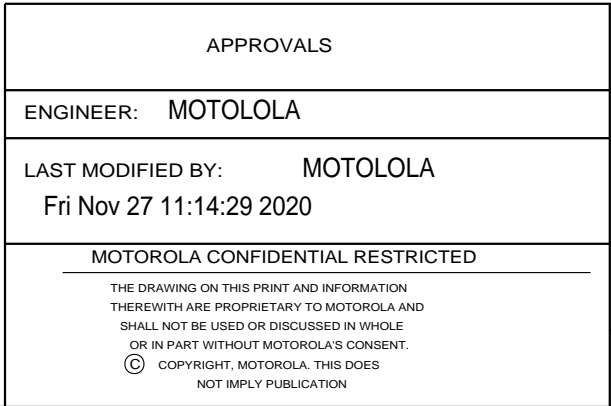 APPROVALS
ENGINEER: MOTOLOLA
LAST MODIFIED BY: MOTOLOLA
Fri Nov 27 11:14:29 2020
MOTOROLA CONFIDENTIAL RESTRICTED
THE DRAWING ON THIS PRINT AND INFORMATION
THEREWITH ARE PROPRIETARY TO MOTOROLA AND
SHALL NOT BE USED OR DISCUSSED IN WHOLE
OR IN PART WITHOUT MOTOROLA'S CONSENT.
© COPYRIGHT, MOTOROLA. THIS DOES
NOT IMPLY PUBLICATION